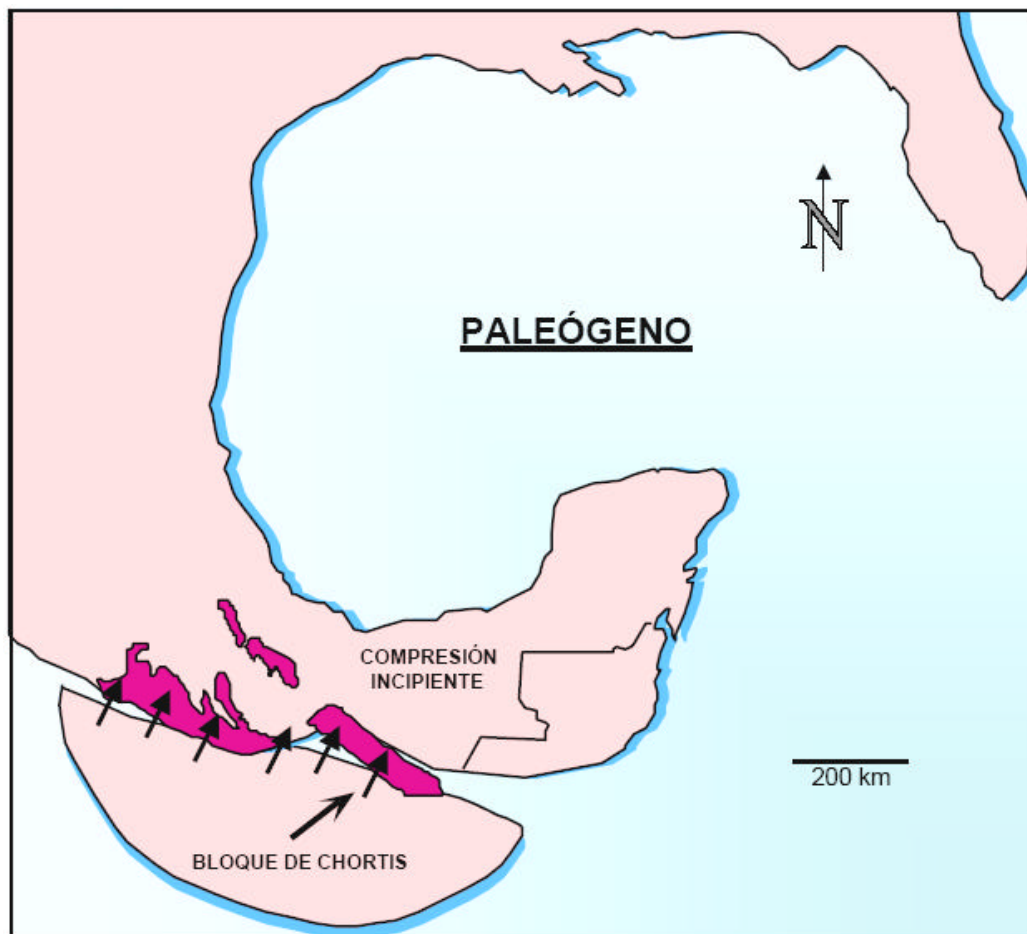 N
PALEÓGENO
COMPRESIÓN
INCIPIENTE
200 km
BLOQUE DE CHORTIS